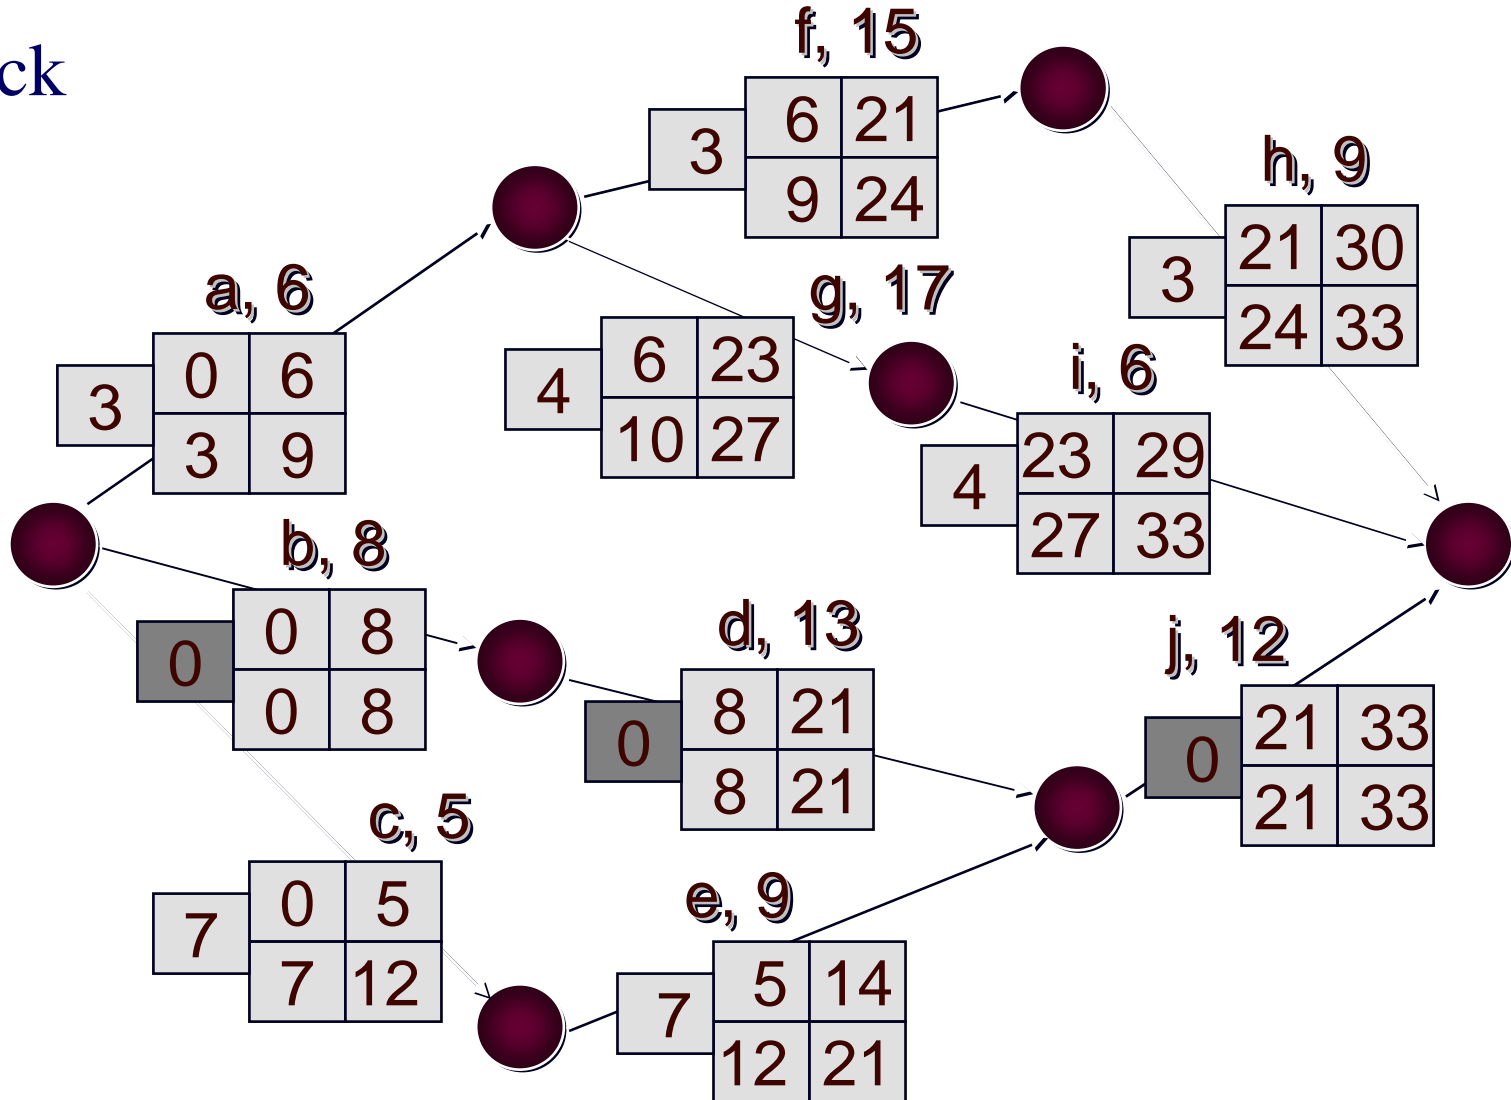 ck
f, 15
3 6 21
9 24
h, 9
3 21 30
24 33
a, 6
3 0 6
3 9
g, 17
4 6 23
10 27
i, 6
4 23 29
27 33
b, 8
0 0 8
0 8
d, 13
0 8 21
8 21
j, 12
0 21 33
21 33
c, 5
7 0 5
7 12
e, 9
7 5 14
12 21